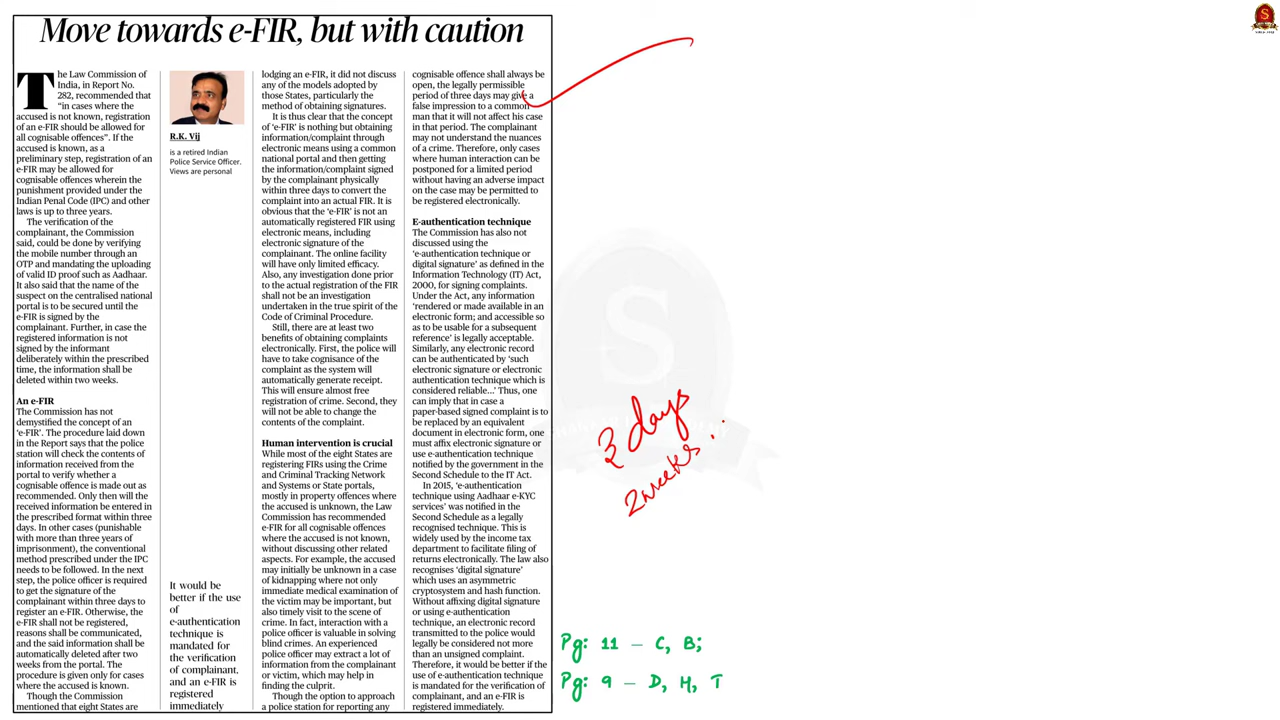 Move towards e-FIR, but with caution
The Law Commission of
India, in Report No.
282, recommended that
“in cases where the
accused is not known, registration
of an e-FIR should be allowed for
all cognisable offences”. If the
accused is known, as a
preliminary step, registration of an
e-FIR may be allowed for
cognisable offences wherein the
punishment provided under the
Indian Penal Code (IPC) and other
laws is up to three years.
The verification of the
complainant, the Commission
said, could be done by verifying
the mobile number through an
OTP and mandating the uploading
of valid ID proof such as Aadhaar.
It also said that the name of the
suspect on the centralised national
portal is to be secured until the
e-FIR is signed by the
complainant. Further, in case the
registered information is not
signed by the informant
deliberately within the prescribed
time, the information shall be
deleted within two weeks.
An e-FIR
The Commission has not
demystified the concept of an
‘e-FIR’. The procedure laid down
in the Report says that the police
station will check the contents of
information received from the
portal to verify whether a
cognisable offence is made out as
recommended. Only then will the
received information be entered in
the prescribed format within three
days. In other cases (punishable
with more than three years of
imprisonment), the conventional
method prescribed under the IPC
needs to be followed. In the next
step, the police officer is required
to get the signature of the
complainant within three days to
register an e-FIR. Otherwise, the
e-FIR shall not be registered,
reasons shall be communicated,
and the said information shall be
automatically deleted after two
weeks from the portal. The
procedure is given only for cases
where the accused is known.
Though the Commission
mentioned that eight States are
R.K. Vij
is a retired Indian
Police Service Officer.
Views are personal
It would be
better if the use
of
e-authentication
technique is
mandated for
the verification
of complainant,
and an e-FIR is
registered
immediately
lodging an e-FIR, it did not discuss
any of the models adopted by
those States, particularly the
method of obtaining signatures.
It is thus clear that the concept
of ‘e-FIR’ is nothing but obtaining
information/complaint through
electronic means using a common
national portal and then getting
the information/complaint signed
by the complainant physically
within three days to convert the
complaint into an actual FIR. It is
obvious that the ‘e-FIR’ is not an
automatically registered FIR using
electronic means, including
electronic signature of the
complainant. The online facility
will have only limited efficacy.
Also, any investigation done prior
to the actual registration of the FIR
shall not be an investigation
undertaken in the true spirit of the
Code of Criminal Procedure.
Still, there are at least two
benefits of obtaining complaints
electronically. First, the police will
have to take cognisance of the
complaint as the system will
automatically generate receipt.
This will ensure almost free
registration of crime. Second, they
will not be able to change the
contents of the complaint.
Human intervention is crucial
While most of the eight States are
registering FIRs using the Crime
and Criminal Tracking Network
and Systems or State portals,
mostly in property offences where
the accused is unknown, the Law
Commission has recommended
e-FIR for all cognisable offences
where the accused is not known,
without discussing other related
aspects. For example, the accused
may initially be unknown in a case
of kidnapping where not only
immediate medical examination of
the victim may be important, but
also timely visit to the scene of
crime. In fact, interaction with a
police officer is valuable in solving
blind crimes. An experienced
police officer may extract a lot of
information from the complainant
or victim, which may help in
finding the culprit.
Though the option to approach
a police station for reporting any
cognisable offence shall always be
open, the legally permissible
period of three days may give a
false impression to a common
man that it will not affect his case
in that period. The complainant
may not understand the nuances
of a crime. Therefore, only cases
where human interaction can be
postponed for a limited period
without having an adverse impact
on the case may be permitted to
be registered electronically.
E-authentication technique
The Commission has also not
discussed using the
‘e-authentication technique or
digital signature’ as defined in the
Information Technology (IT) Act,
2000, for signing complaints.
Under the Act, any information
‘rendered or made available in an
electronic form; and accessible so
as to be usable for a subsequent
reference’ is legally acceptable.
Similarly, any electronic record
can be authenticated by ‘such
electronic signature or electronic
authentication technique which is
considered reliable...’ Thus, one
can imply that in case a
paper-based signed complaint is to
be replaced by an equivalent
document in electronic form, one
must affix electronic signature or
use e-authentication technique
notified by the government in the
Second Schedule to the IT Act.
In 2015, ‘e-authentication
technique using Aadhaar e-KYC
services’ was notified in the
Second Schedule as a legally
recognised technique. This is
widely used by the income tax
department to facilitate filing of
returns electronically. The law also
recognises ‘digital signature’
which uses an asymmetric
cryptosystem and hash function.
Without affixing digital signature
or using e-authentication
technique, an electronic record
transmitted to the police would
legally be considered not more
than an unsigned complaint.
Therefore, it would be better if the
use of e-authentication technique
is mandated for the verification of
complainant, and an e-FIR is
registered immediately.
3 days
2 weeks..
Pg: 11 – C, B;
Pg: 9 – D, H, T